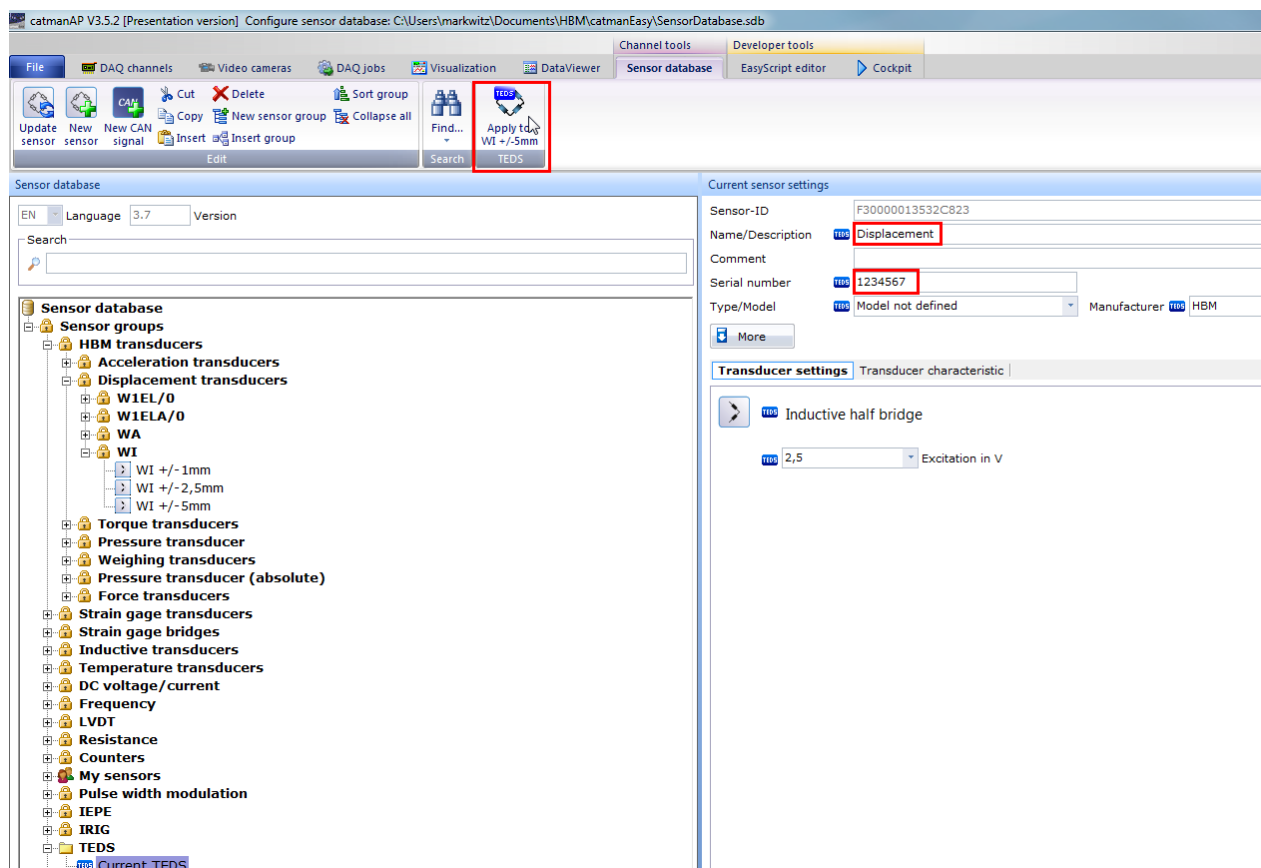 catmanAP V3.5.2 [Presentation version] Configure sensor database: C:\Users\markwitz\Documents\HBM\catmanEasy\SensorDatabase.sdb
Channel tools Developer tools
File DAQ channels Video cameras DAQ jobs Visualization DataViewer Sensor database EasyScript editor Cockpit
Update sensor
New sensor
CAN
New CAN signal
Cut Delete Sort group
Copy New sensor group Collapse all
Insert Insert group
Find...
TEDS
Apply to
WI +/-5mm
Edit Search TEDS
Sensor database
EN Language 3.7 Version
Search
Sensor database
Sensor groups
HBM transducers
Acceleration transducers
Displacement transducers
W1EL/0
W1ELA/0
WA
WI
WI +/-1mm
WI +/-2,5mm
WI +/-5mm
Torque transducers
Pressure transducer
Weighing transducers
Pressure transducer (absolute)
Force transducers
Strain gage transducers
Strain gage bridges
Inductive transducers
Temperature transducers
DC voltage/current
Frequency
LVDT
Resistance
Counters
My sensors
Pulse width modulation
IEPE
IRIG
TEDS
TEDS Current TEDS
Current sensor settings
Sensor-ID F30000013532C823
Name/Description TEDS Displacement
Comment
Serial number TEDS 1234567
Type/Model TEDS Model not defined Manufacturer TEDS HBM
More
Transducer settings Transducer characteristic
TEDS Inductive half bridge
TEDS 2,5 Excitation in V